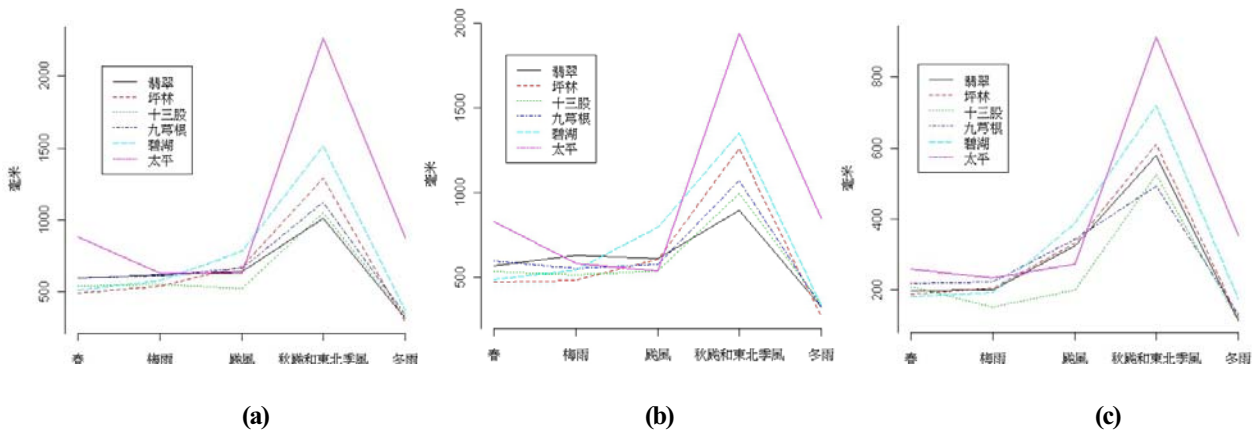 毫米
2000
1500
1000
500
翡翠
坪林
十三股
九芎根
碧湖
太平
春
梅雨
颱風
秋颱和東北季風
冬雨
(a)
毫米
2000
1500
1000
500
翡翠
坪林
十三股
九芎根
碧湖
太平
春
梅雨
颱風
秋颱和東北季風
冬雨
(b)
毫米
800
600
400
200
翡翠
坪林
十三股
九芎根
碧湖
太平
春
梅雨
颱風
秋颱和東北季風
冬雨
(c)